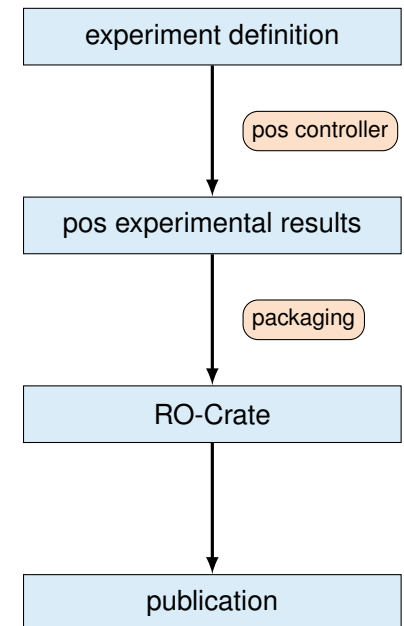 experiment definition
pos controller
pos experimental results
packaging
RO-Crate
publication